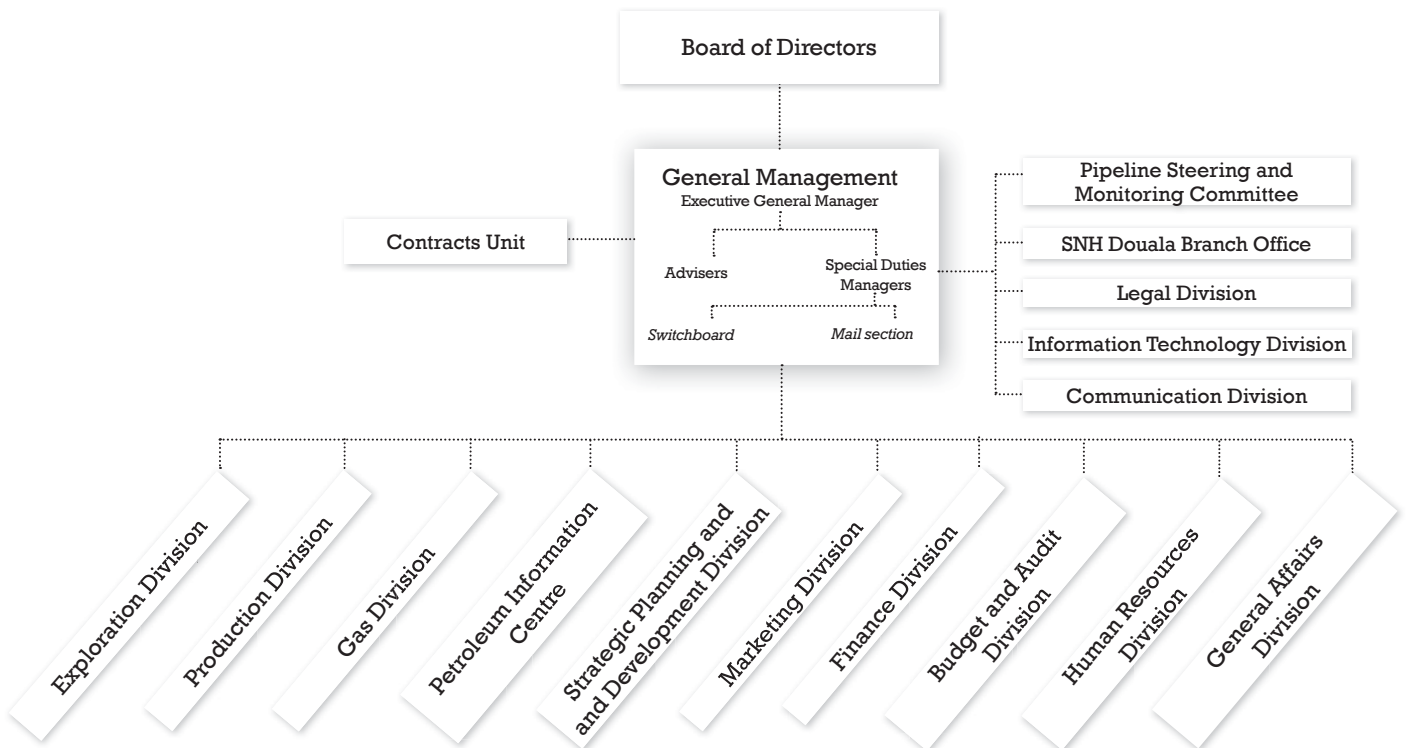 Board of Directors
General Management
Executive General Manager
Advisers
Special Duties
Managers
Switchboard
Mail section
Contracts Unit
Pipeline Steering and
Monitoring Committee
SNH Douala Branch Office
Legal Division
Information Technology Division
Communication Division
Exploration Division
Production Division
Gas Division
Petroleum Information
Centre
Strategic Planning and
and Development Division
Marketing Division
Finance Division
Budget and Audit
Division
Human Resources
Division
General Affairs
Division